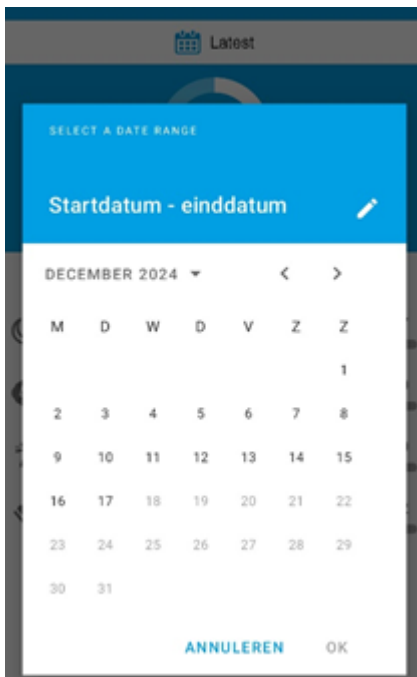 Latest
SELECT A DATE RANGE
Startdatum - einddatum
DECEMBER 2024
M D W D V Z Z
1
2 3 4 5 6 7 8
9 10 11 12 13 14 15
16 17 18 19 20 21 22
23 24 25 26 27 28 29
30 31
ANNULEREN OK